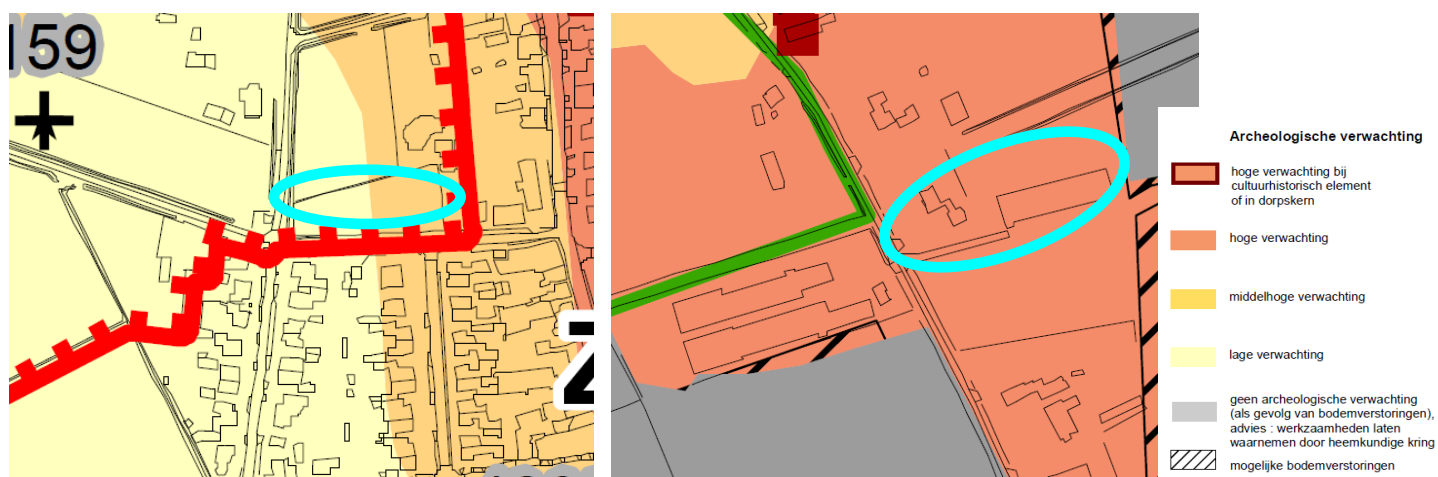 159
Archeologische verwachting
hoge verwachting bij
cultuurhistorisch element
of in dorpskern
hoge verwachting
middelhoge verwachting
lage verwachting
geen archeologische verwachting
(als gevolg van bodemverstoringen),
advies : werkzaamheden laten
waarnemen door heemkundige kring
mogelijke bodemverstoringen